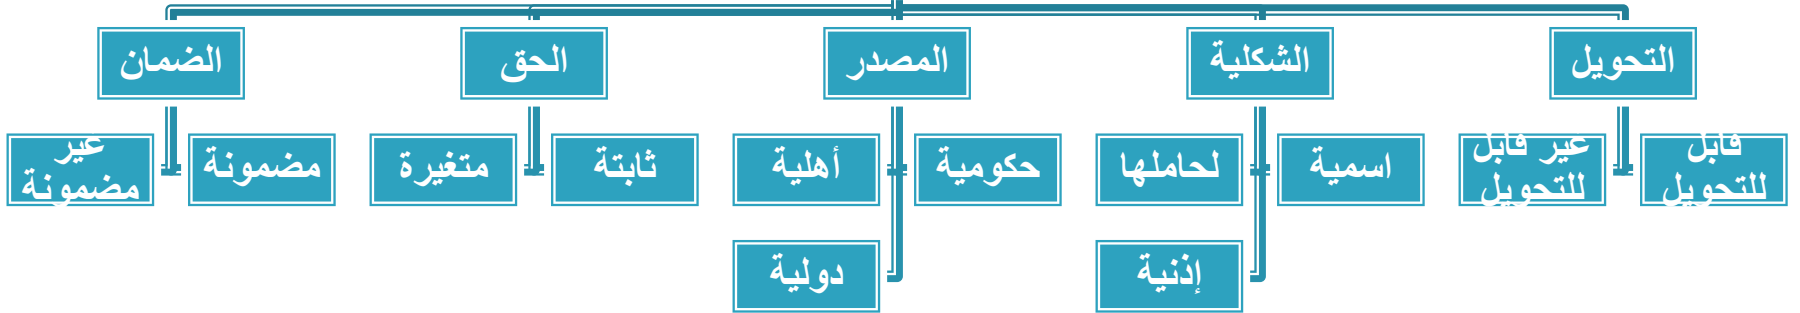 التحويل
الشكلية
المصدر
الحق
الضمان
قابل
للتحويل
غير قابل
للتحويل
اسمية
لحاملها
حكومية
أهلية
ثابتة
متغيرة
مضمونة
غير
مضمونة
إذنية
دولية